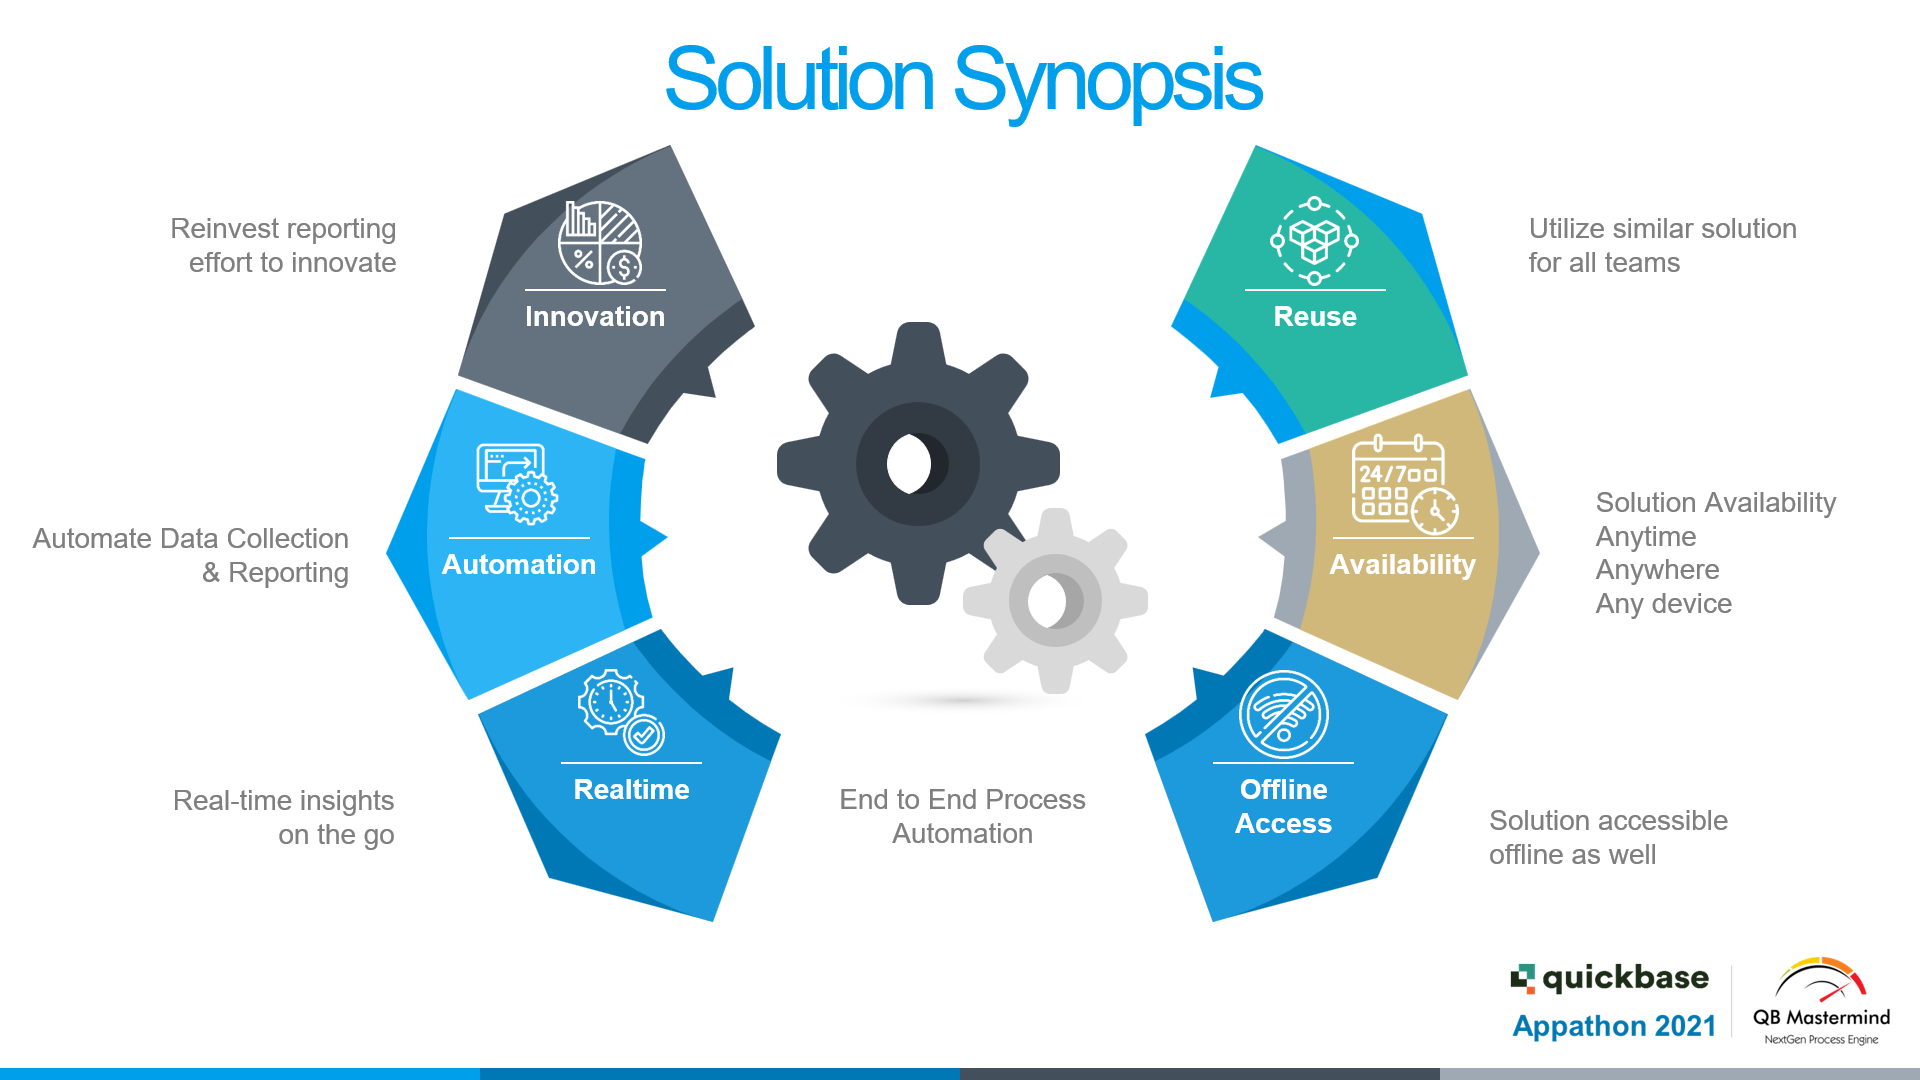 Solution Synopsis
Reinvest reporting
effort to innovate
Innovation
Automate Data Collection
& Reporting
Automation
Real-time insights
on the go
Realtime
End to End Process
Automation
Reuse
Utilize similar solution
for all teams
24/7
Availability
Solution Availability
Anytime
Anywhere
Any device
Offline
Access
Solution accessible
offline as well
%
$
quickbase
Appathon 2021
QB Mastermind
NextGen Process Engine